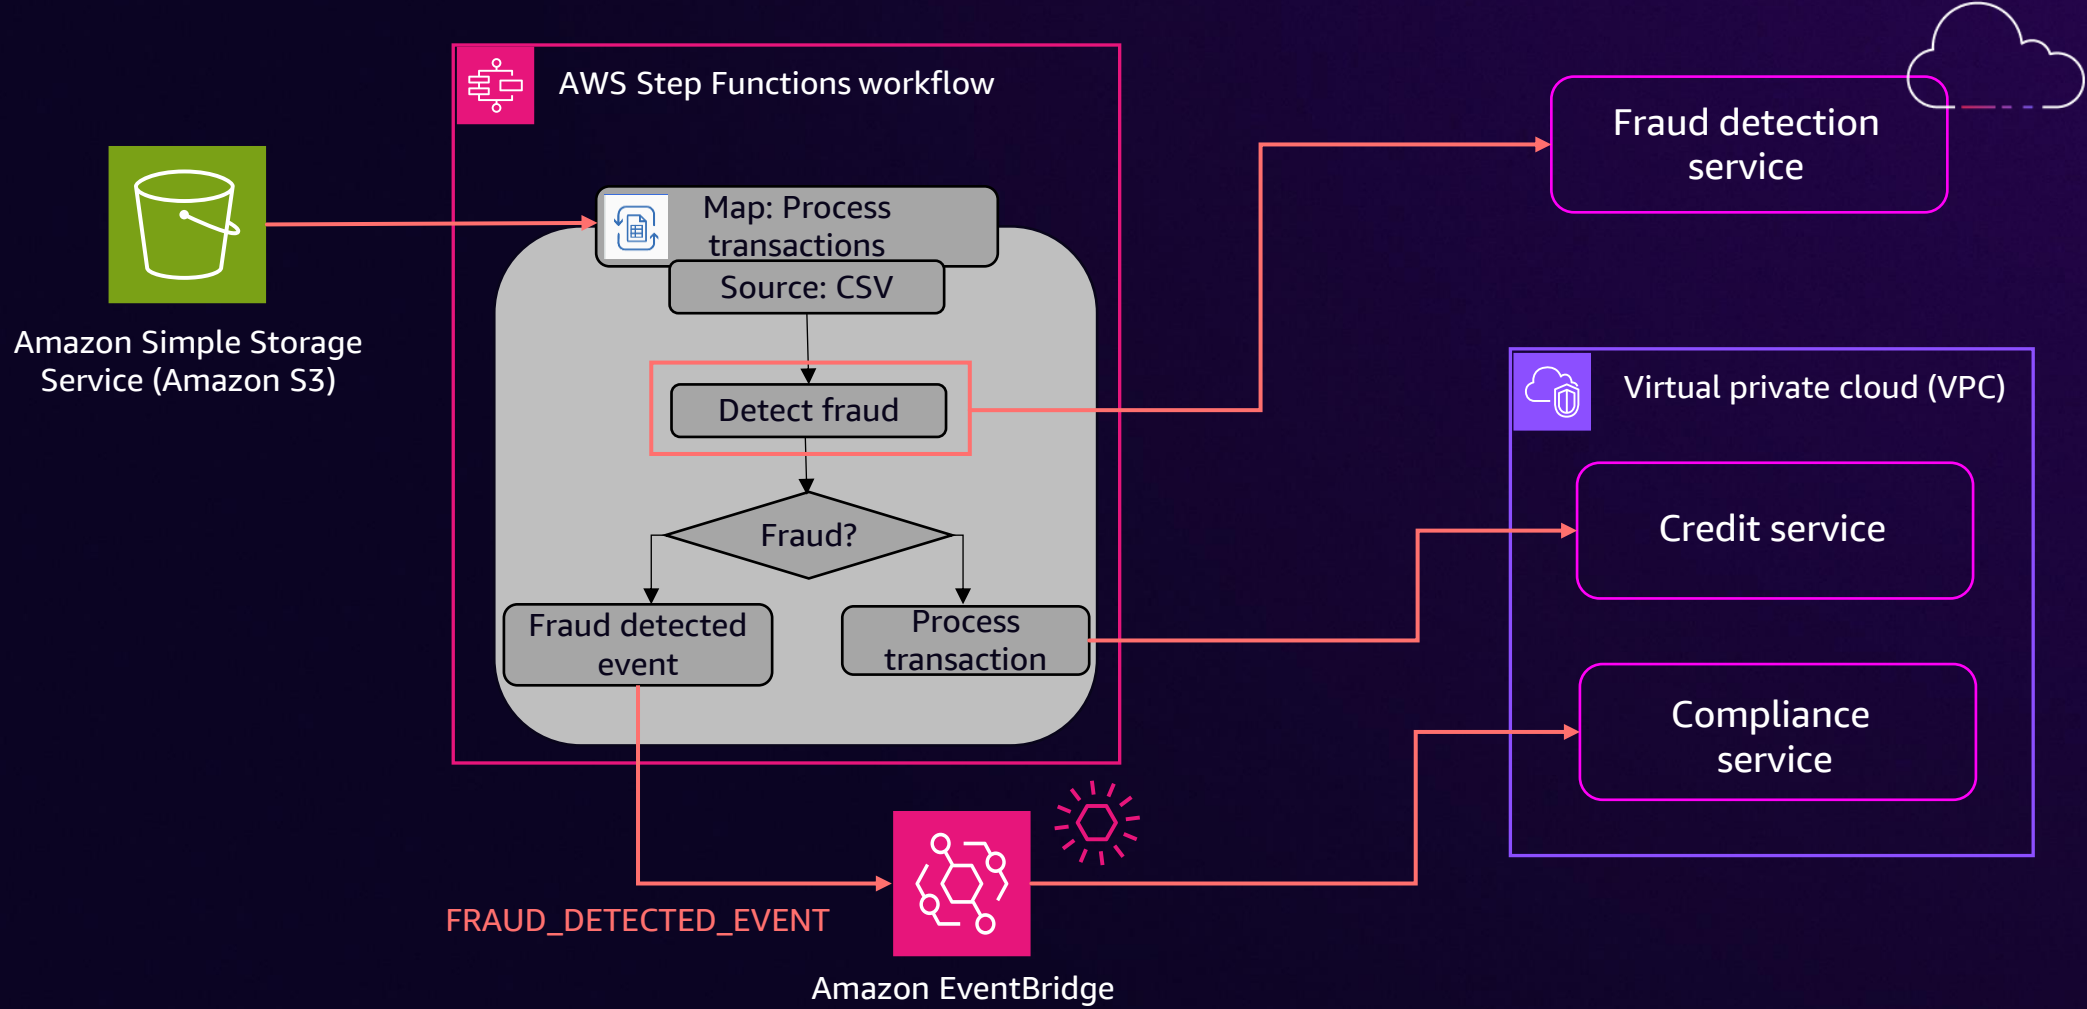 AWS Step Functions workflow
Fraud detection
service
Map: Process
transactions
Source: CSV
Amazon Simple Storage
Service (Amazon S3)
Detect fraud
Virtual private cloud (VPC)
Fraud?
Credit service
Fraud detected
event
Process
transaction
Compliance
service
FRAUD_DETECTED_EVENT
Amazon EventBridge